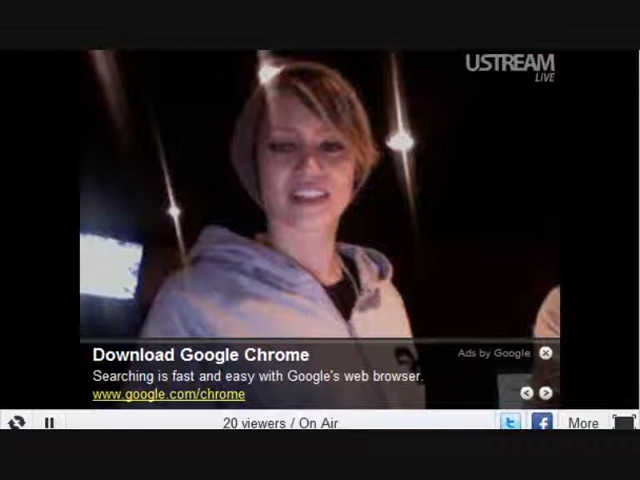 USTREAM
LIVE
Download Google Chrome
Ads by Google
Searching is fast and easy with Google's web browser.
www.google.com/chrome
20 viewers / On Air
More